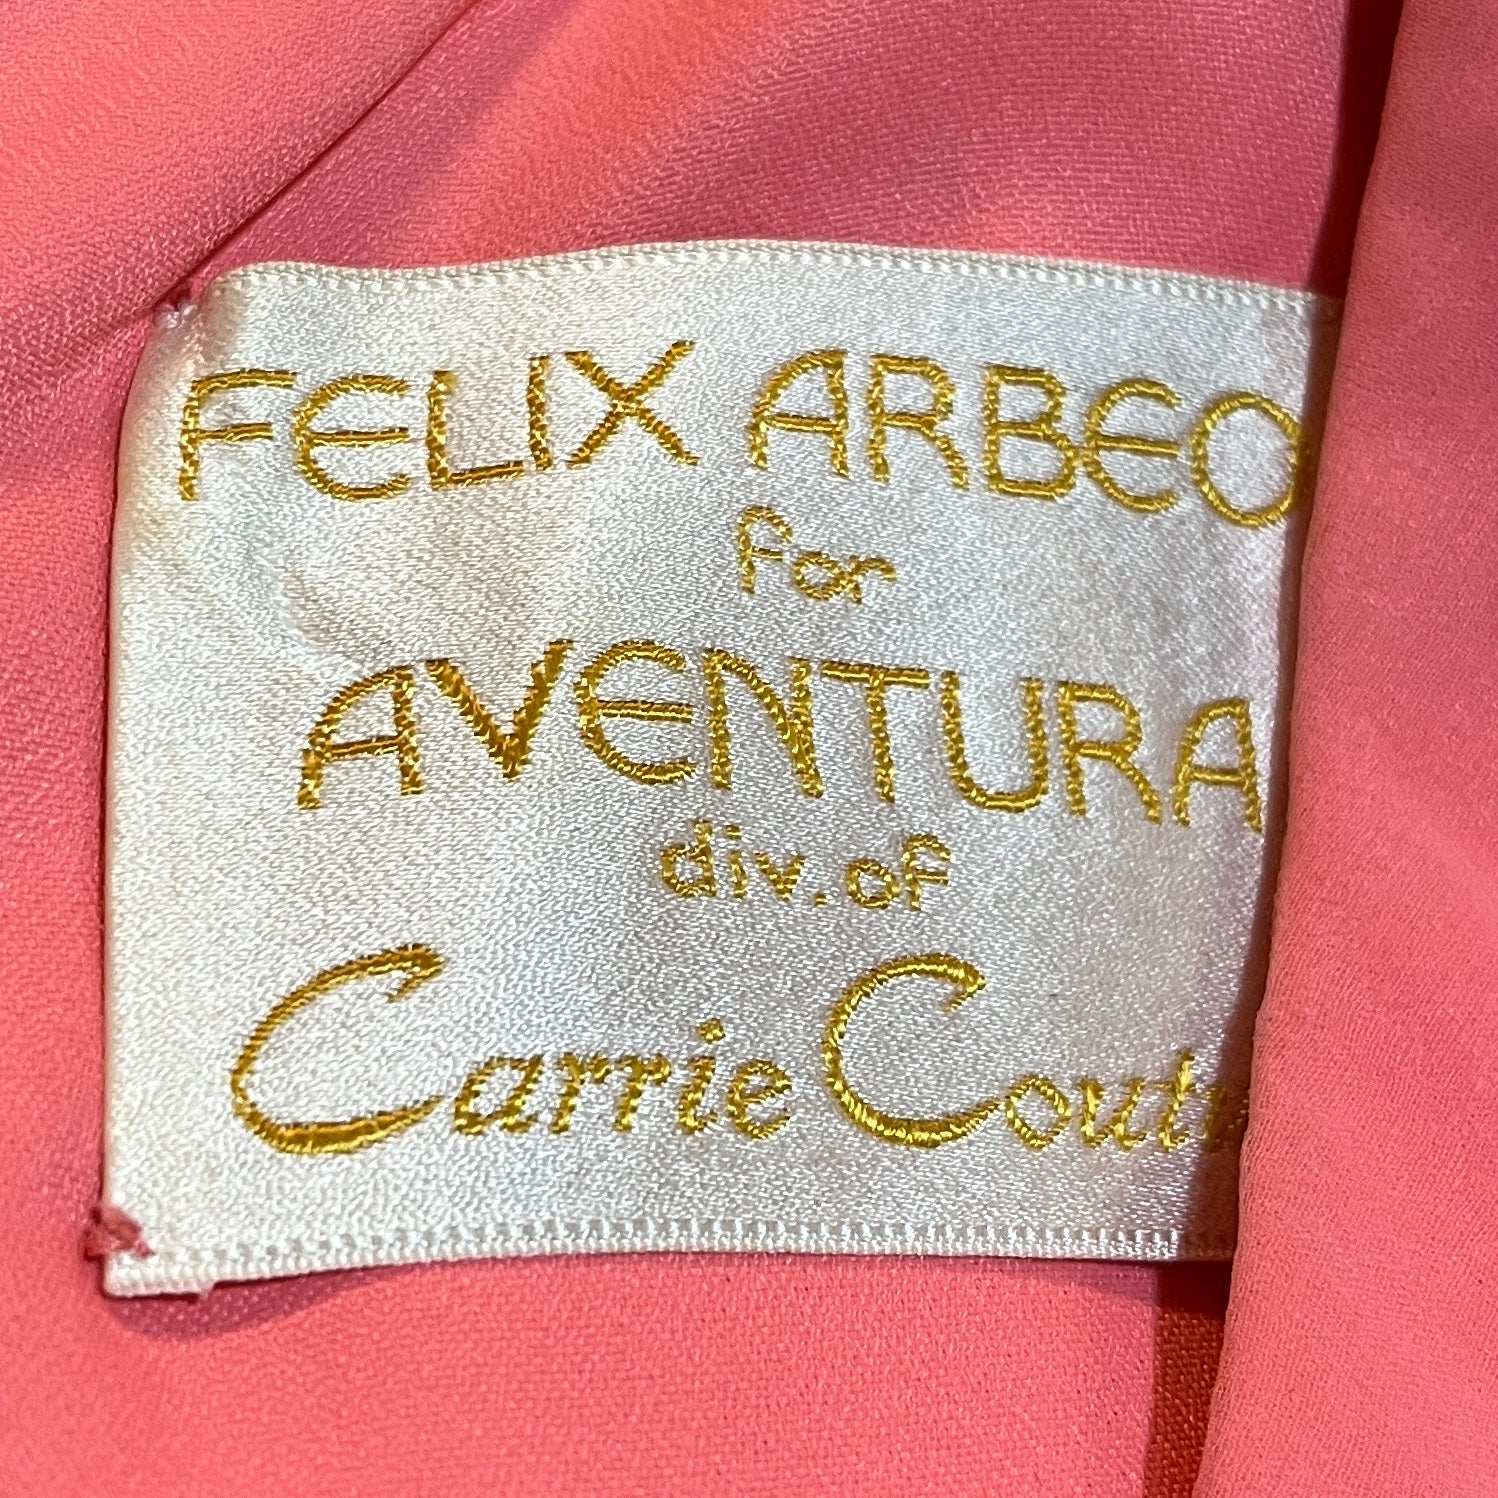 FELIX ARBEO
for
AVENTURA
div. of
Carrie